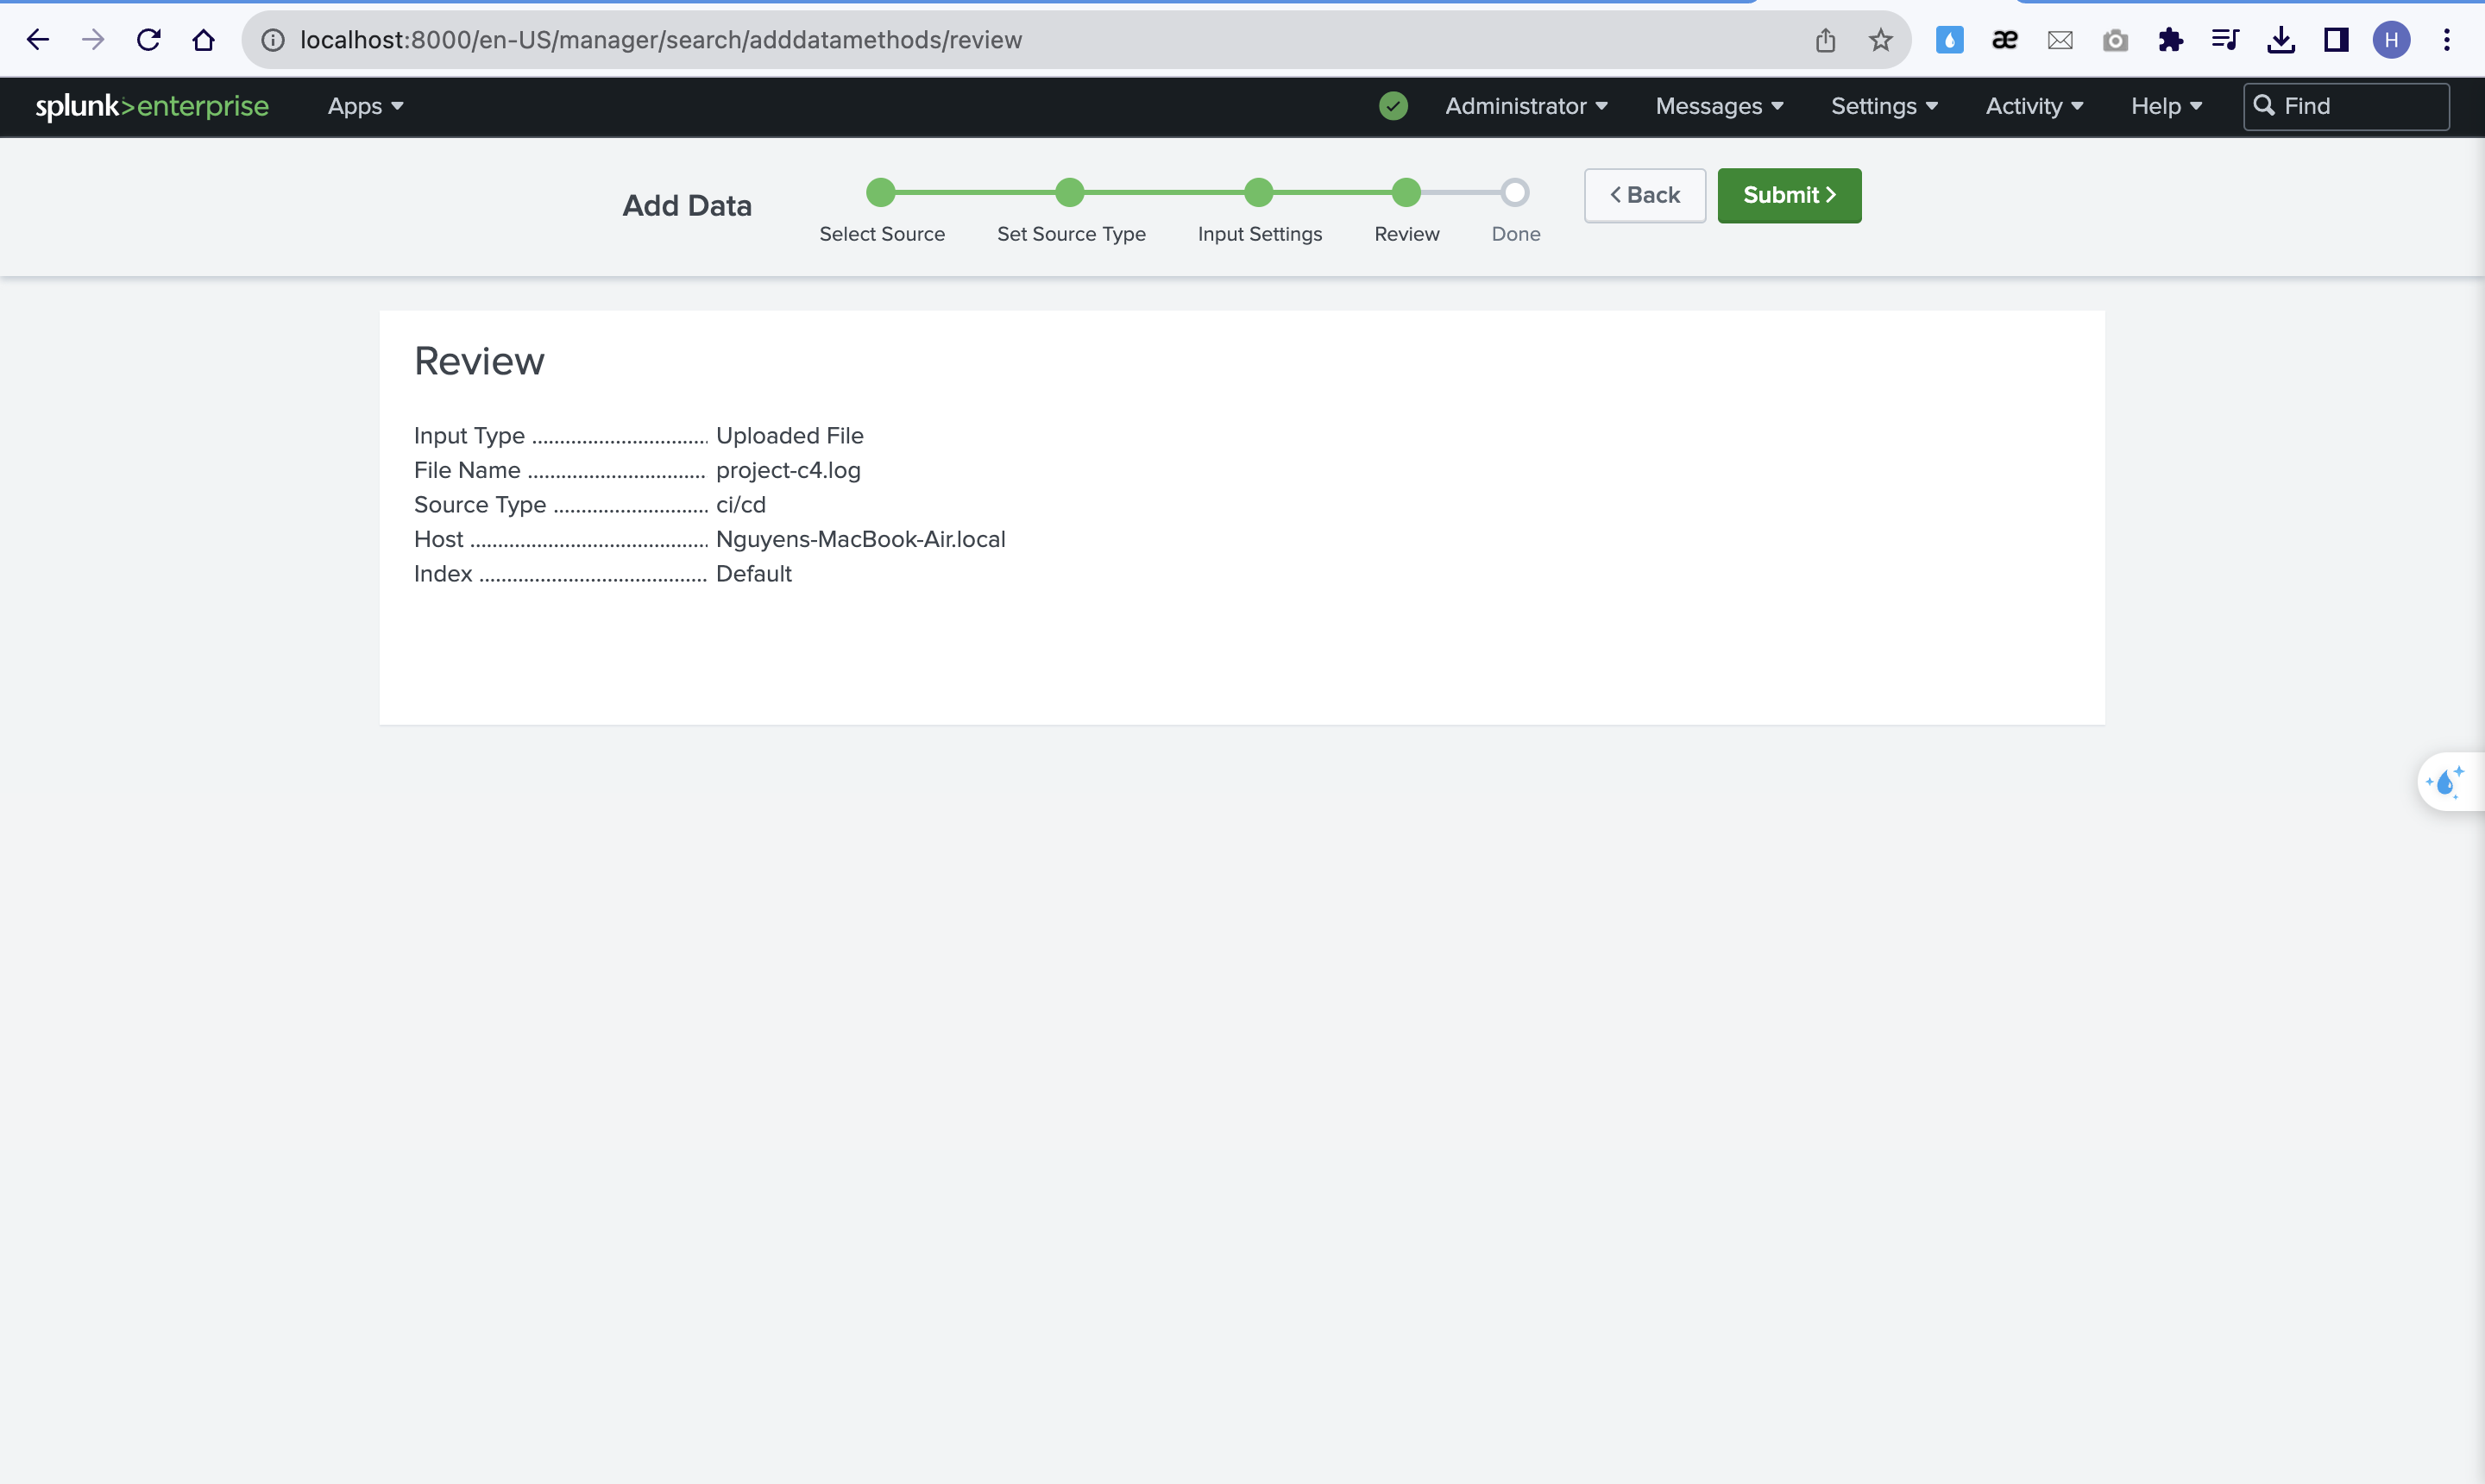 localhost:8000/en-US/manager/search/adddatamethods/review
æ
H
splunk>enterprise Apps Administrator Messages Settings Activity Help Find
Add Data
Select Source Set Source Type Input Settings Review Done
Back Submit
Review
Input Type ................................ Uploaded File
File Name ................................ project-c4.log
Source Type ............................ ci/cd
Host ........................................... Nguyens-MacBook-Air.local
Index ......................................... Default